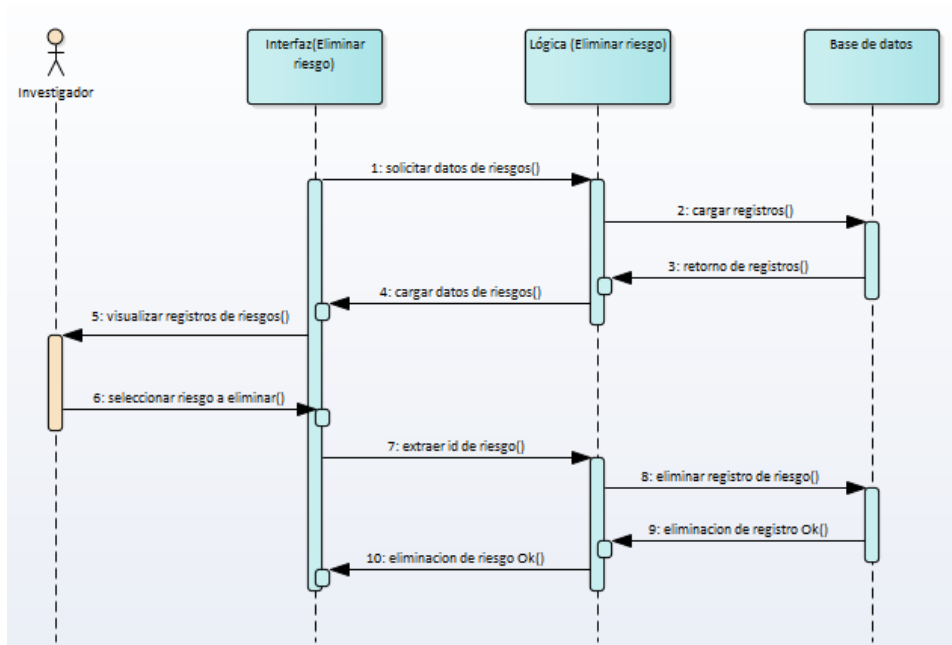 Investigador
Interfaz(Eliminar
riesgo)
Lógica (Eliminar riesgo)
Base de datos
1: solicitar datos de riesgos()
2: cargar registros()
3: retorno de registros()
4: cargar datos de riesgos()
5: visualizar registros de riesgos()
6: seleccionar riesgo a eliminar()
7: extraer id de riesgo()
8: eliminar registro de riesgo()
9: eliminacion de registro Ok()
10: eliminacion de riesgo Ok()